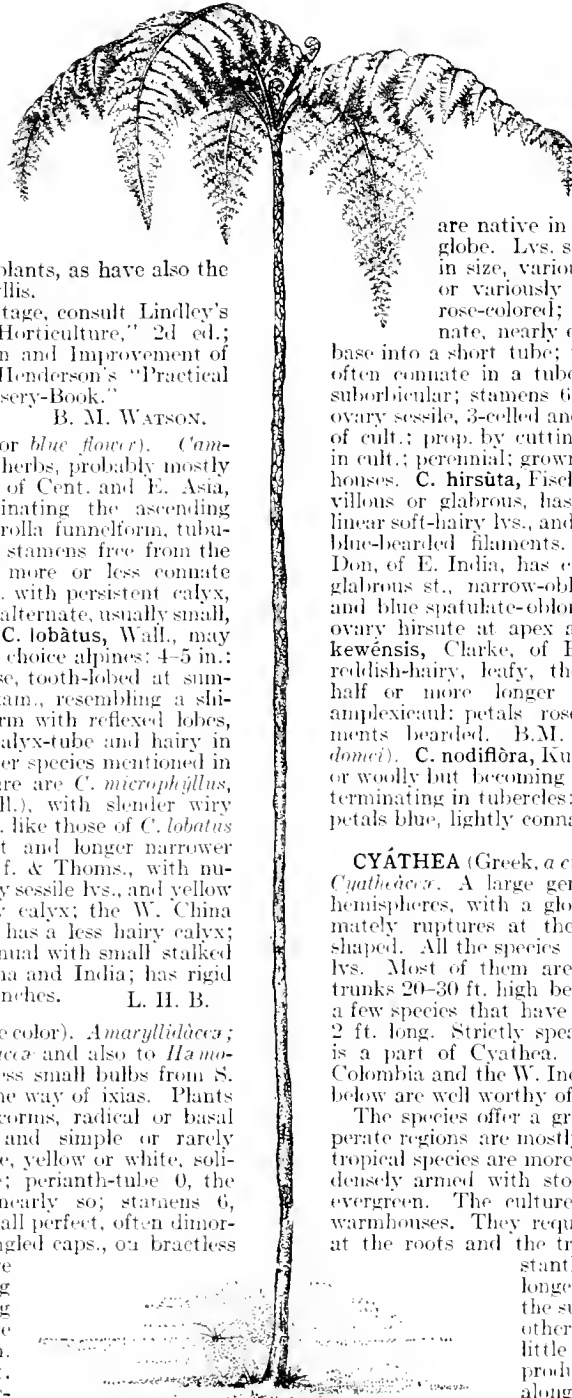 plants, as have also the
llis.
tage, consult Lindley's
Horticulture," 2d ed.;
n and Improvement of
Henderson's "Practical
sery-Book."
B. M. WATSON.
or blue flower). Cam-
herbs, probably mostly
of Cent. and E. Asia,
inating the ascending
rolla funnelform, tubu-
stamens free from the
more or less connate
. with persistent calyx,
alternate, usually small,
C. lobàtus, Wall., may
choice alpines: 4–5 in.:
se, tooth-lobed at sum-
tam., resembling a shi-
rm with reflexed lobes,
alyx-tube and hairy in
er species mentioned in
are are C. microphýllus,
ll.), with slender wiry
. like those of C. lobatus
t and longer narrower
f. & Thoms., with nu-
y sessile lvs., and yellow
calyx; the W. China
has a less hairy calyx;
nual with small stalked
na and India; has rigid
nches. L. H. B.
e color). Amaryllidàceæ;
àceæ and also to Hæmo-
ess small bulbs from S.
he way of ixias. Plants
corms, radical or basal
and simple or rarely
e, yellow or white, soli-
e; perianth-tube 0, the
nearly so; stamens 6,
all perfect, often dimor-
ngled caps., on bractless
re
g
g
e
n.
t.
r-
are native in
globe. Lvs. s
in size, variou
or variously
rose-colored;
nate, nearly e
base into a short tube;
often connate in a tube
suborbicular; stamens 6
ovary sessile, 3-celled and
of cult.; prop. by cuttin
in cult.; perennial; grown
houses. C. hirsùta, Fisch
villous or glabrous, has
linear soft-hairy lvs., and
blue-bearded filaments.
Don, of E. India, has e
glabrous st., narrow-obl
and blue spatulate-oblon
ovary hirsute at apex a
kewénsis, Clarke, of
reddish-hairy, leafy, th
half or more longer
amplexicaul: petals rose
ments bearded. B.M.
domei). C. nodiflòra, Ku
or woolly but becoming
terminating in tubercles:
petals blue, lightly conna
CYÁTHEA (Greek, a c
Cyatheàceæ. A large gen
hemispheres, with a glo
mately ruptures at the
shaped. All the species
lvs. Most of them are
trunks 20–30 ft. high be
a few species that have
2 ft. long. Strictly spea
is a part of Cyathea.
Colombia and the W. Ind
below are well worthy of
The species offer a gr
perate regions are mostly
tropical species are more
densely armed with sto
evergreen. The culture
warmhouses. They requ
at the roots and the tr
stantl
longe
the su
other
little
produ
along